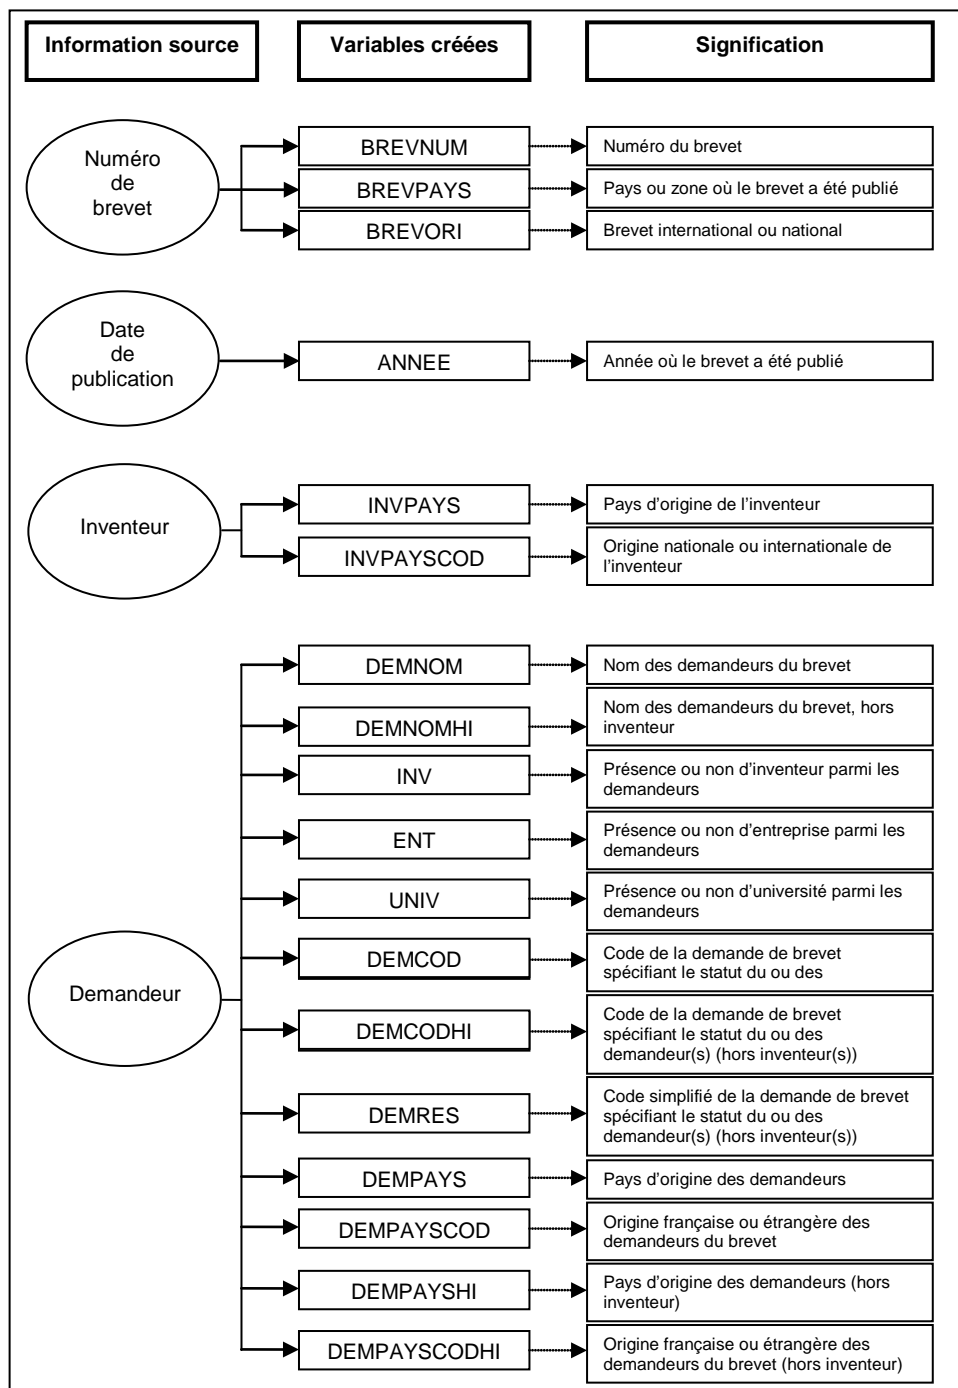 Information source
Variables créées
Signification
Numéro
de
brevet
BREVNUM
Numéro du brevet
BREVPAYS
Pays ou zone où le brevet a été publié
BREVORI
Brevet international ou national
Date
de
publication
ANNEE
Année où le brevet a été publié
Inventeur
INVPAYS
Pays d’origine de l’inventeur
INVPAYSCOD
Origine nationale ou internationale de
l’inventeur
Demandeur
DEMNOM
Nom des demandeurs du brevet
DEMNOMHI
Nom des demandeurs du brevet, hors
inventeur
INV
Présence ou non d’inventeur parmi les
demandeurs
ENT
Présence ou non d’entreprise parmi les
demandeurs
UNIV
Présence ou non d’université parmi les
demandeurs
DEMCOD
Code de la demande de brevet
spécifiant le statut du ou des
DEMCODHI
Code de la demande de brevet
spécifiant le statut du ou des
demandeur(s) (hors inventeur(s))
DEMRES
Code simplifié de la demande de brevet
spécifiant le statut du ou des
demandeur(s) (hors inventeur(s))
DEMPAYS
Pays d’origine des demandeurs
DEMPAYSCOD
Origine française ou étrangère des
demandeurs du brevet
DEMPAYSHI
Pays d’origine des demandeurs (hors
inventeur)
DEMPAYSCODHI
Origine française ou étrangère des
demandeurs du brevet (hors inventeur)